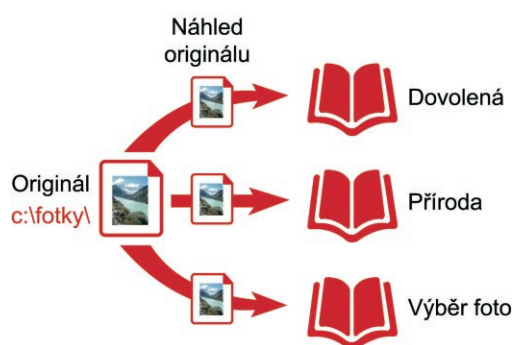 Náhled
originálu
Dovolená
Originál
c:\fotky\
Příroda
Výběr foto